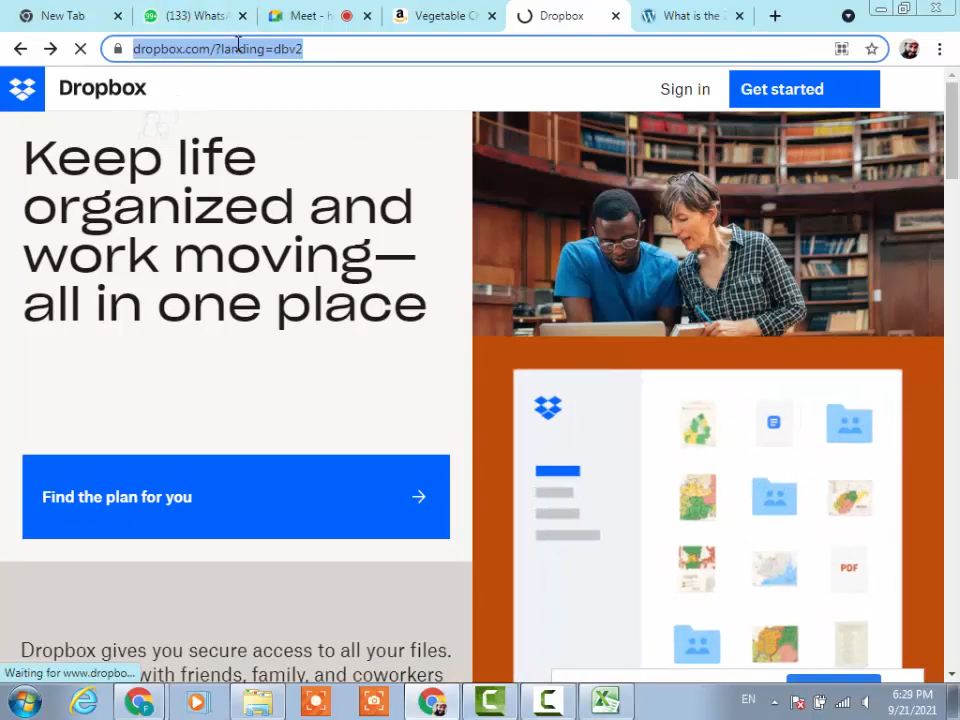 New Tab
(133) Whats
Meet - h
Vegetable C
Dropbox
What is the
dropbox.com/?landing=dbv2
Dropbox
Sign in
Get started
Keep life
organized and
work moving—
all in one place
Find the plan for you
PDF
Dropbox gives you secure access to all your files.
with friends, family, and coworkers
Waiting for www.dropbo...
EN
6:29 PM
9/21/2021